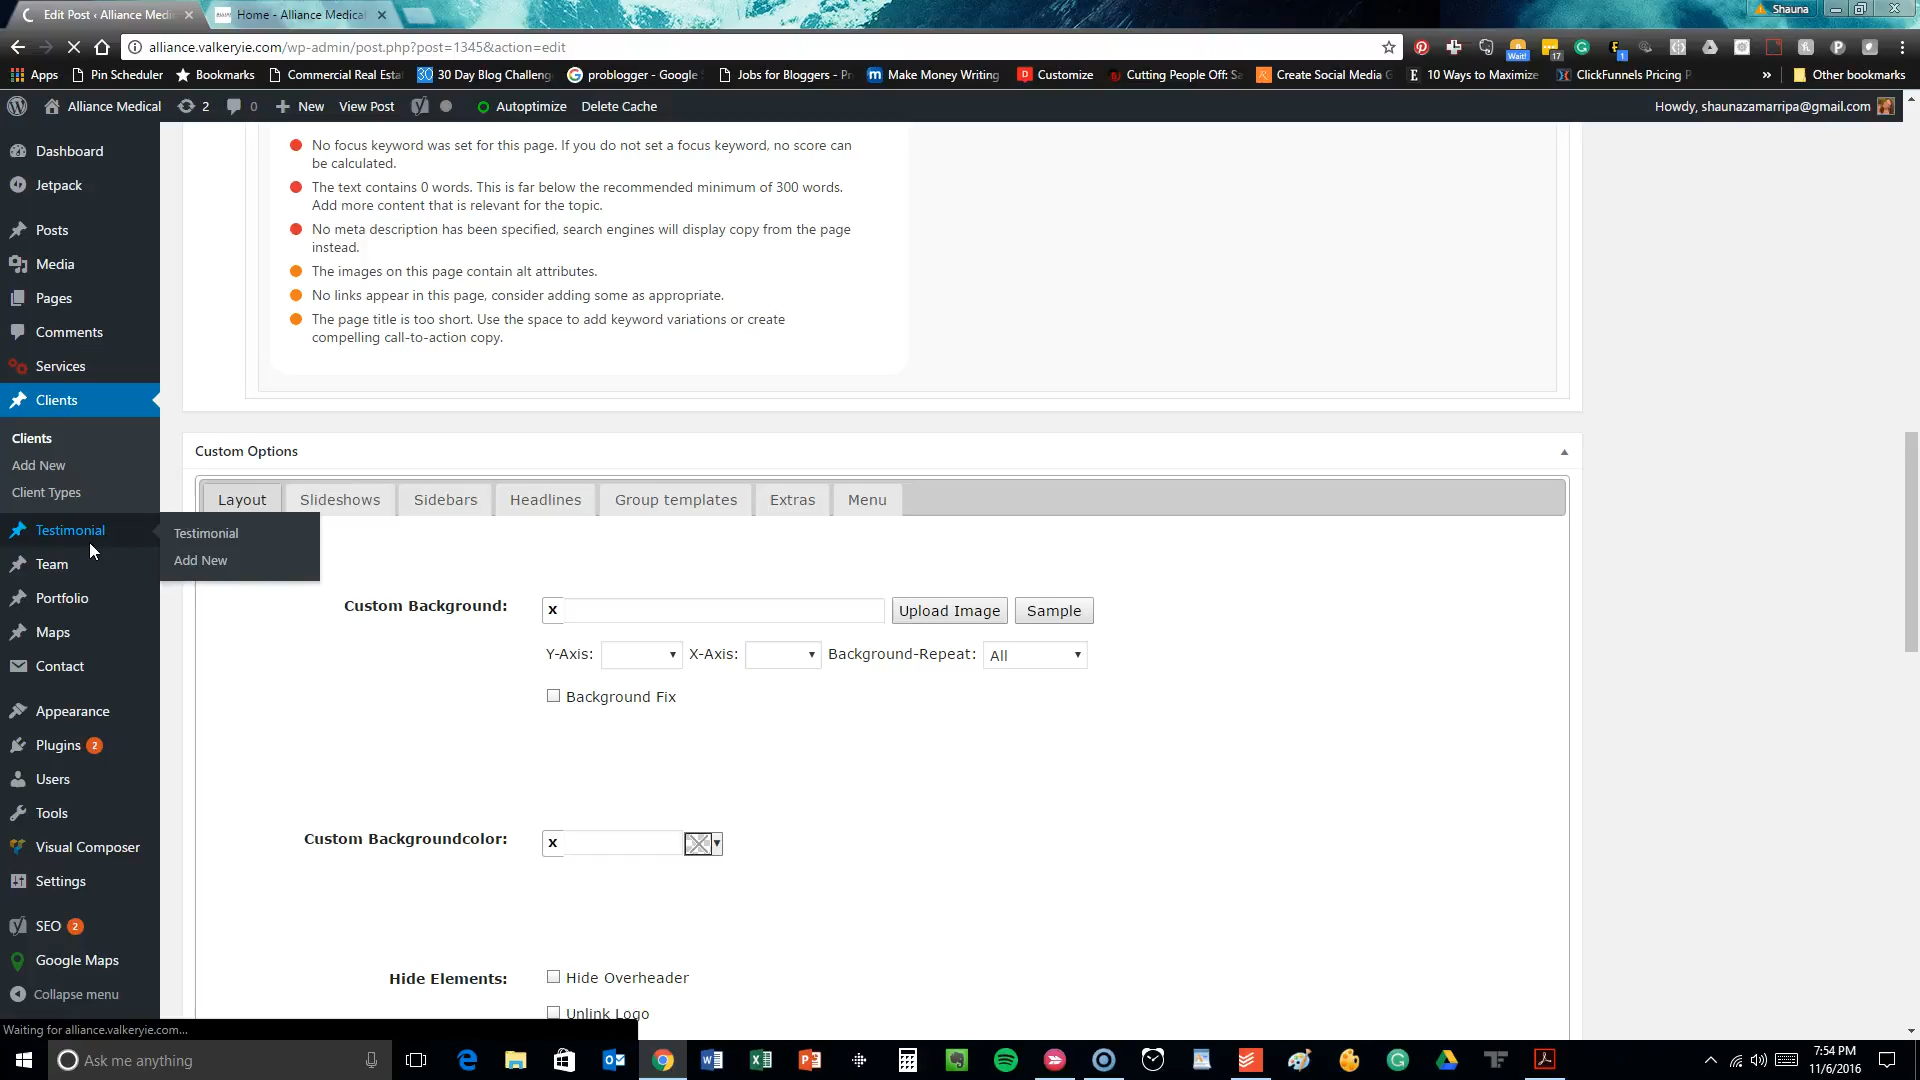 Edit Post ‹ Alliance Medi
Home - Alliance Medical
Shauna
alliance.valkeryie.com/wp-admin/post.php?post=1345&action=edit
Apps
Pin Scheduler
Bookmarks
Commercial Real Esta
30 Day Blog Challeng
problogger - Google
Jobs for Bloggers - Pr
Make Money Writing
Customize
Cutting People Off: Sa
Create Social Media G
10 Ways to Maximize
ClickFunnels Pricing P
»
Other bookmarks
Alliance Medical
2
0
New
View Post
Autoptimize
Delete Cache
Howdy, shaunazamarripa@gmail.com
Dashboard
Jetpack
Posts
Media
Pages
Comments
Services
Clients
Clients
Add New
Client Types
Testimonial
Testimonial
Add New
Team
Portfolio
Maps
Contact
Appearance
Plugins 2
Users
Tools
Visual Composer
Settings
SEO 2
Google Maps
Collapse menu
No focus keyword was set for this page. If you do not set a focus keyword, no score can
be calculated.
The text contains 0 words. This is far below the recommended minimum of 300 words.
Add more content that is relevant for the topic.
No meta description has been specified, search engines will display copy from the page
instead.
The images on this page contain alt attributes.
No links appear in this page, consider adding some as appropriate.
The page title is too short. Use the space to add keyword variations or create
compelling call-to-action copy.
Custom Options
Layout
Slideshows
Sidebars
Headlines
Group templates
Extras
Menu
Custom Background:
x
Upload Image
Sample
Y-Axis:
X-Axis:
Background-Repeat:
All
Background Fix
Custom Backgroundcolor:
x
Hide Elements:
Hide Overheader
Unlink Logo
Waiting for alliance.valkeryie.com...
Ask me anything
7:54 PM
11/6/2016